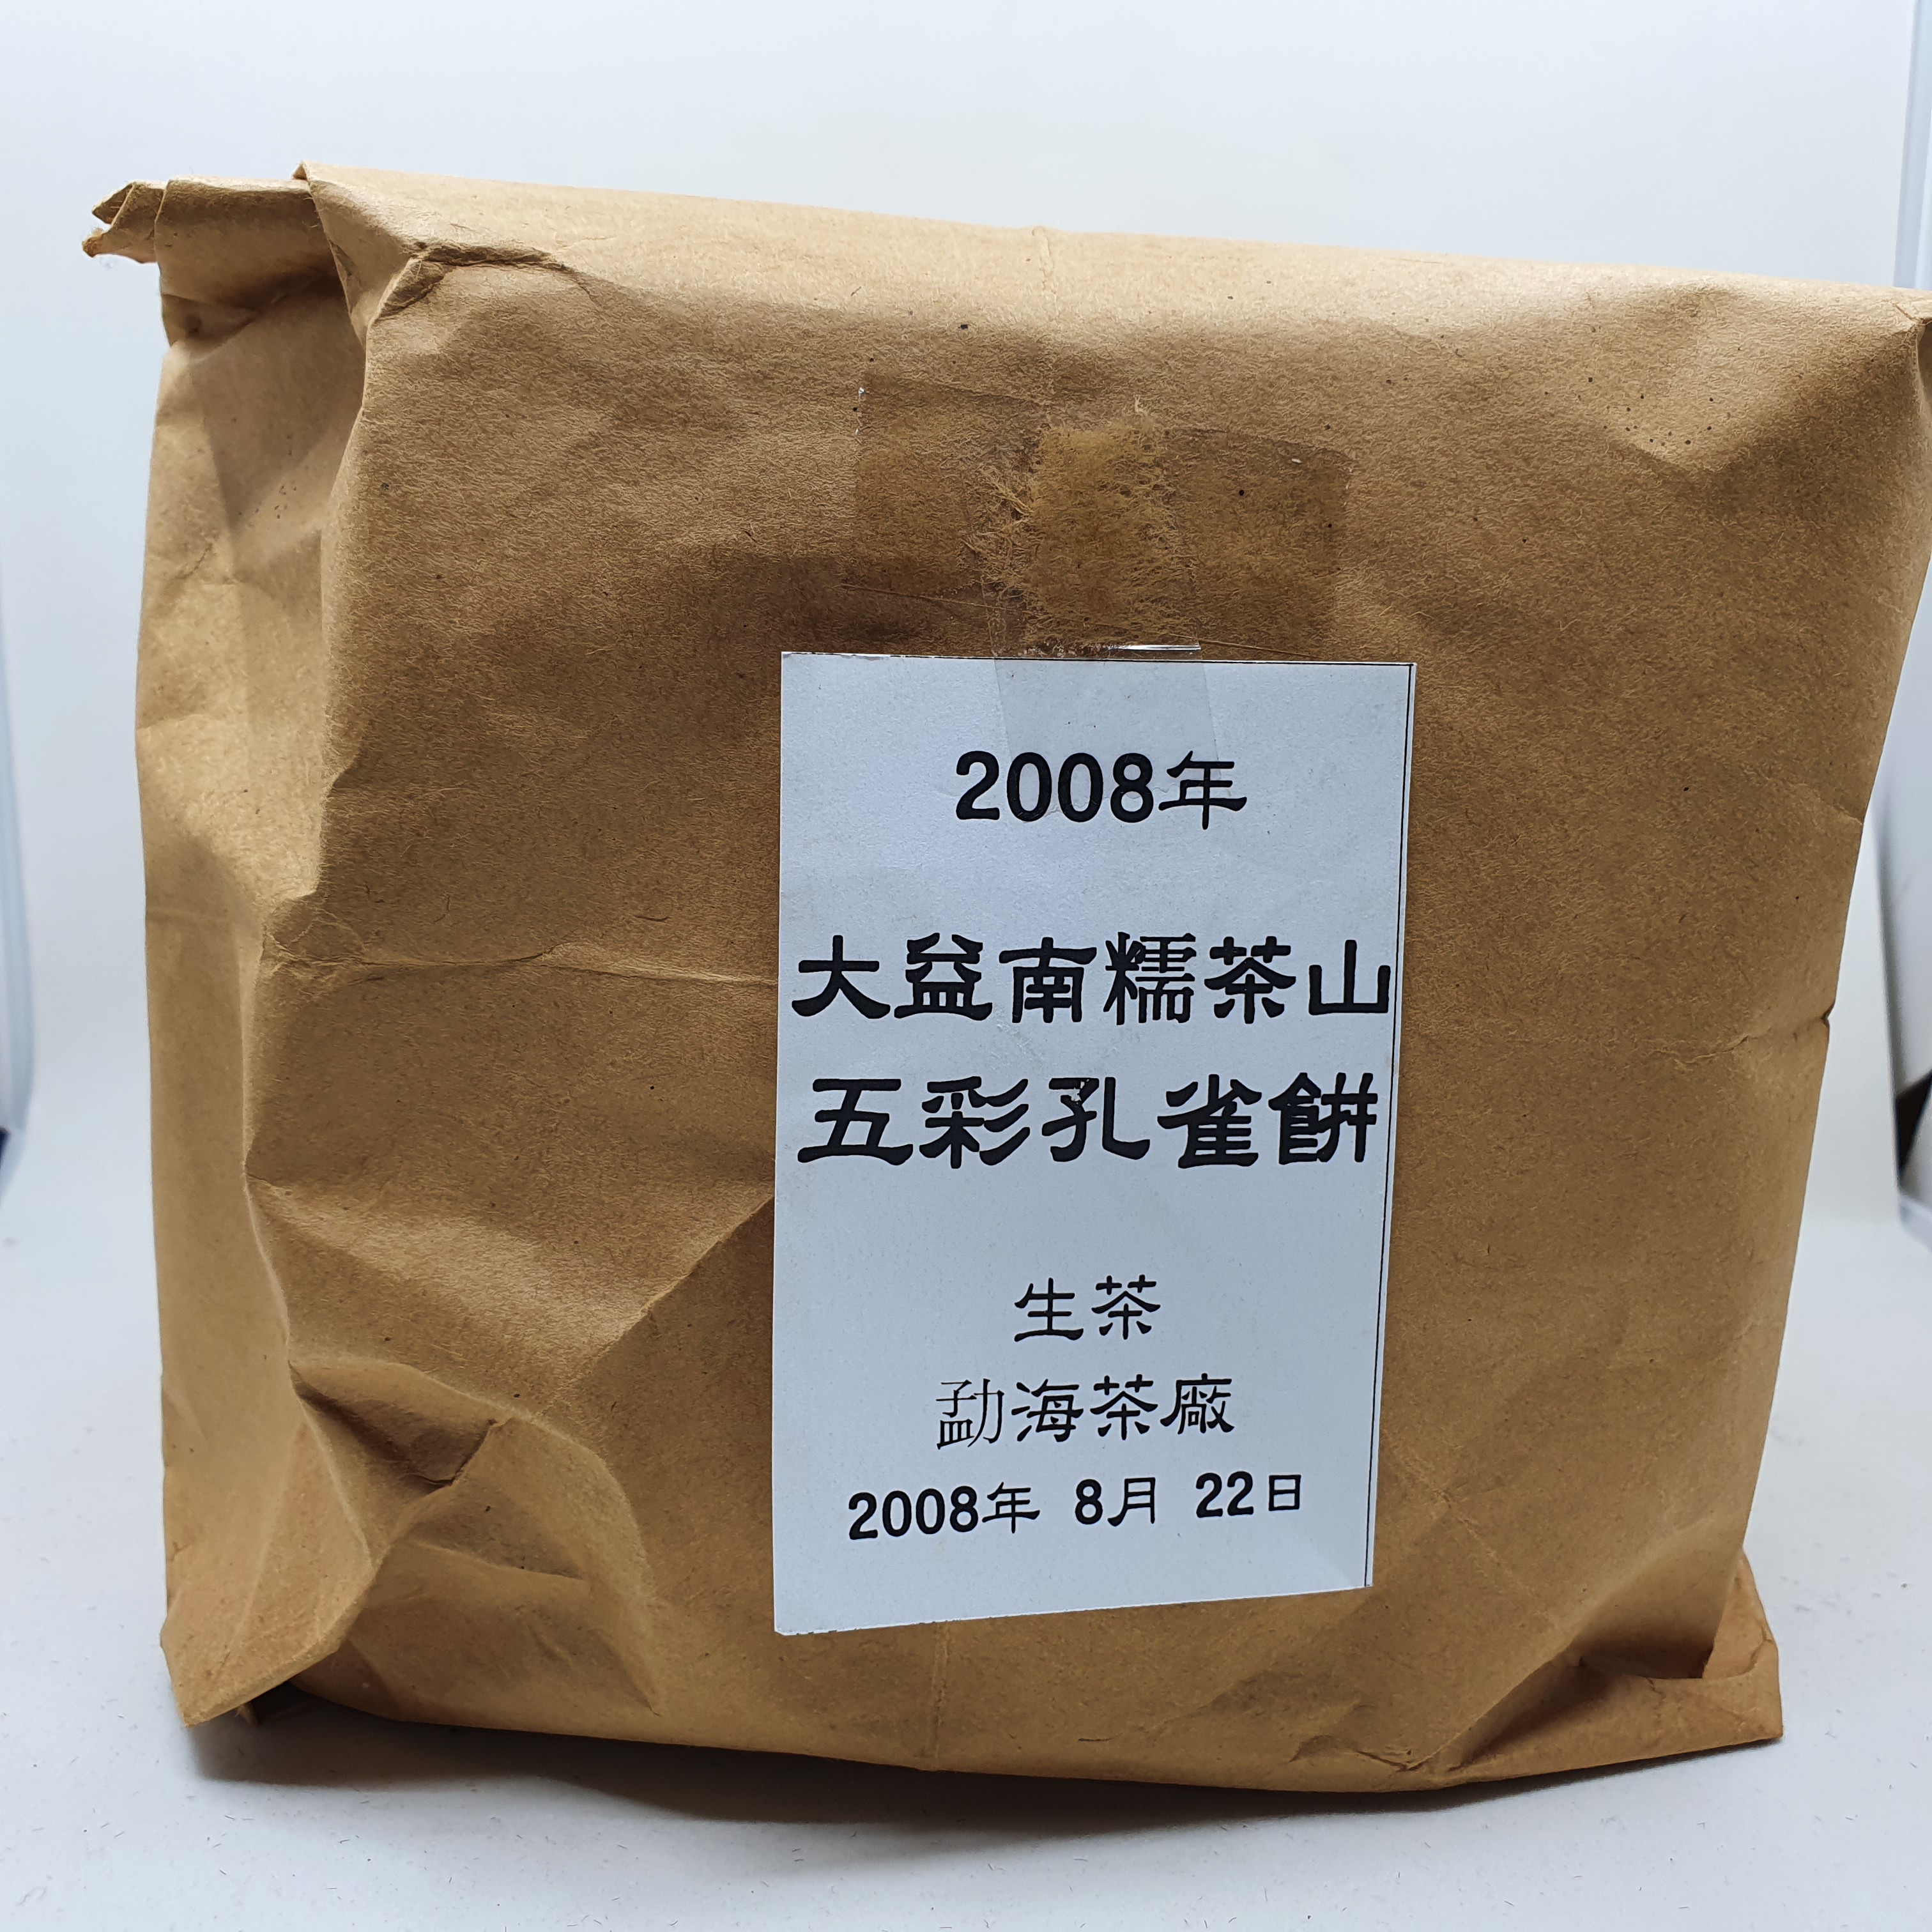 2008年
大益南糯茶山
五彩孔雀餅
生茶
勐海茶廠
2008年 8月 22日